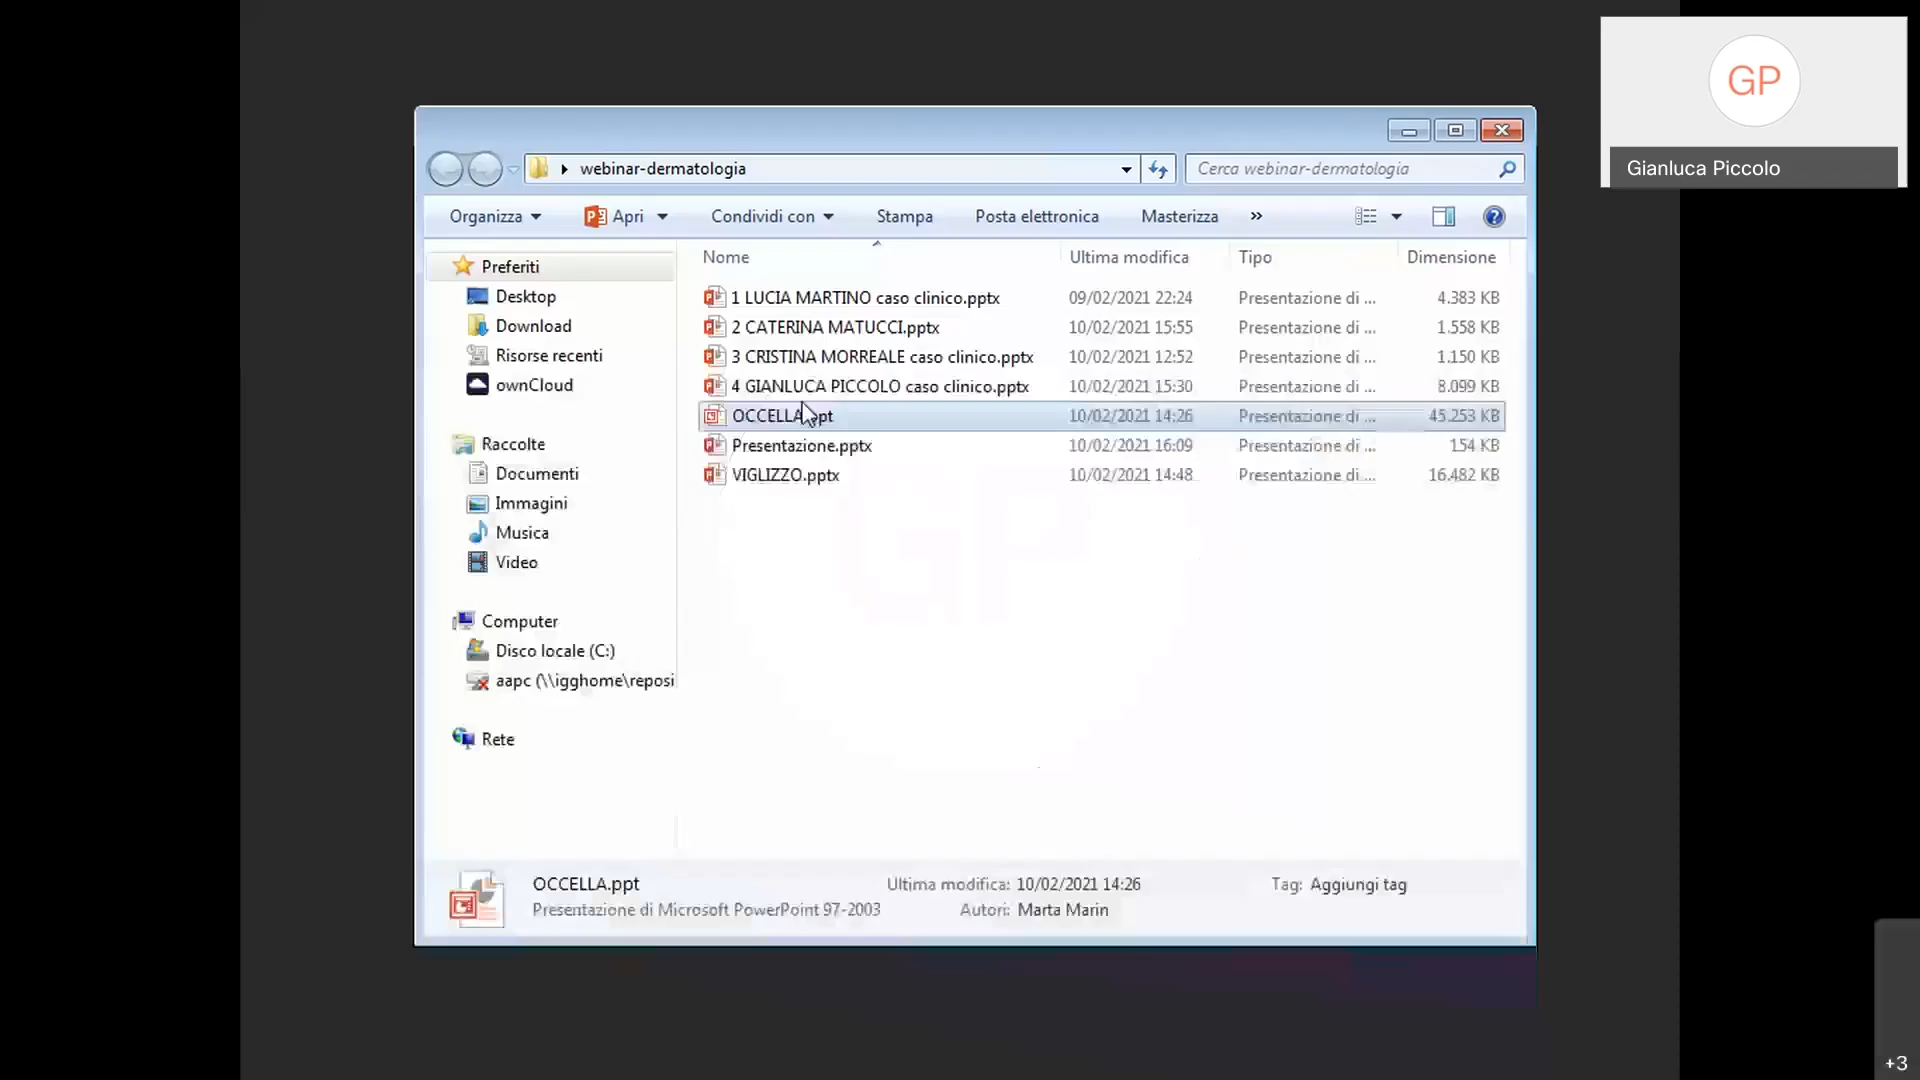 GP
Gianluca Piccolo
webinar-dermatologia
Cerca webinar-dermatologia
Organizza Apri Condividi con Stampa Posta elettronica Masterizza »
Nome Ultima modifica Tipo Dimensione
Preferiti
Desktop
Download
Risorse recenti
ownCloud
Raccolte
Documenti
Immagini
Musica
Video
Computer
Disco locale (C:)
aapc (\\igghome\reposi
Rete
1 LUCIA MARTINO caso clinico.pptx 09/02/2021 22:24 Presentazione di ... 4.383 KB
2 CATERINA MATUCCI.pptx 10/02/2021 15:55 Presentazione di ... 1.558 KB
3 CRISTINA MORREALE caso clinico.pptx 10/02/2021 12:52 Presentazione di ... 1.150 KB
4 GIANLUCA PICCOLO caso clinico.pptx 10/02/2021 15:30 Presentazione di ... 8.099 KB
OCCELLA.ppt 10/02/2021 14:26 Presentazione di ... 45.253 KB
Presentazione.pptx 10/02/2021 16:09 Presentazione di ... 154 KB
VIGLIZZO.pptx 10/02/2021 14:48 Presentazione di ... 16.482 KB
OCCELLA.ppt Ultima modifica: 10/02/2021 14:26 Tag: Aggiungi tag
Presentazione di Microsoft PowerPoint 97-2003 Autori: Marta Marin
+3